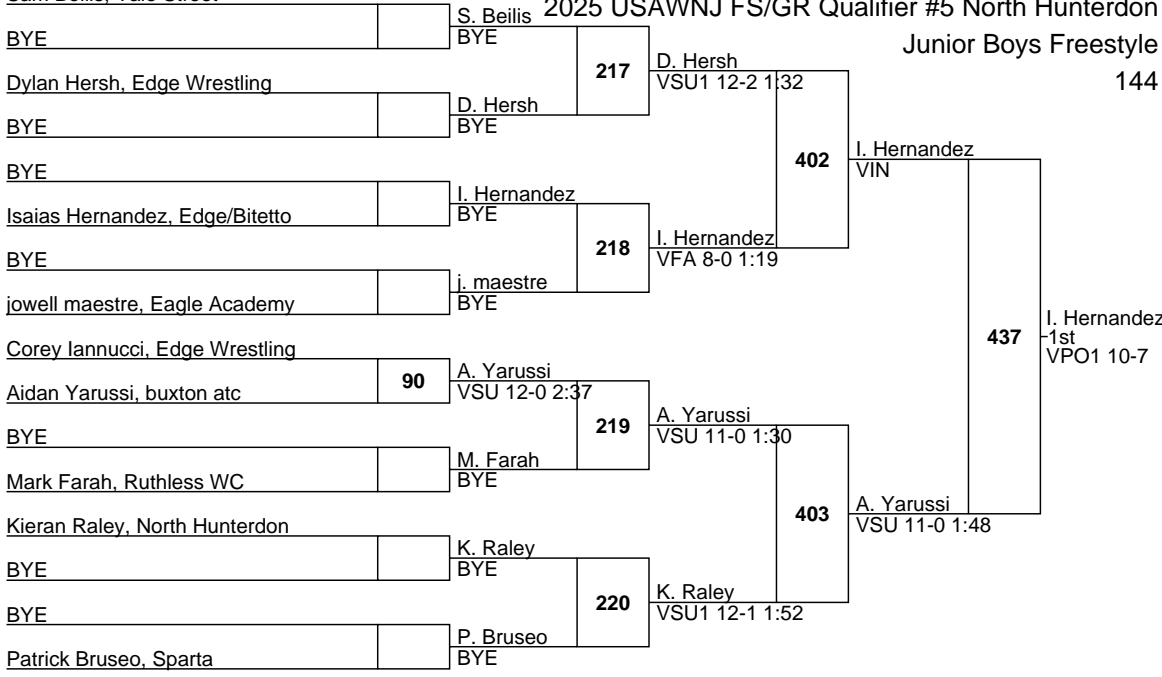 2025 USAWNJ FS/GR Qualifier #5 North Hunterdon
Junior Boys Freestyle
144
BYE
Dylan Hersh, Edge Wrestling
BYE
BYE
Isaias Hernandez, Edge/Bitetto
BYE
jowell maestre, Eagle Academy
Corey Iannucci, Edge Wrestling
Aidan Yarussi, buxton atc
BYE
Mark Farah, Ruthless WC
Kieran Raley, North Hunterdon
BYE
BYE
Patrick Bruseo, Sparta
90
S. Beilis
BYE
D. Hersh
BYE
I. Hernandez
BYE
j. maestre
BYE
A. Yarussi
VSU 12-0 2:37
M. Farah
BYE
K. Raley
BYE
P. Bruseo
BYE
217
218
219
220
D. Hersh
VSU1 12-2 1:32
I. Hernandez
VFA 8-0 1:19
A. Yarussi
VSU 11-0 1:30
K. Raley
VSU1 12-1 1:52
402
403
I. Hernandez
VIN
A. Yarussi
VSU 11-0 1:48
437
I. Hernandez
1st
VPO1 10-7